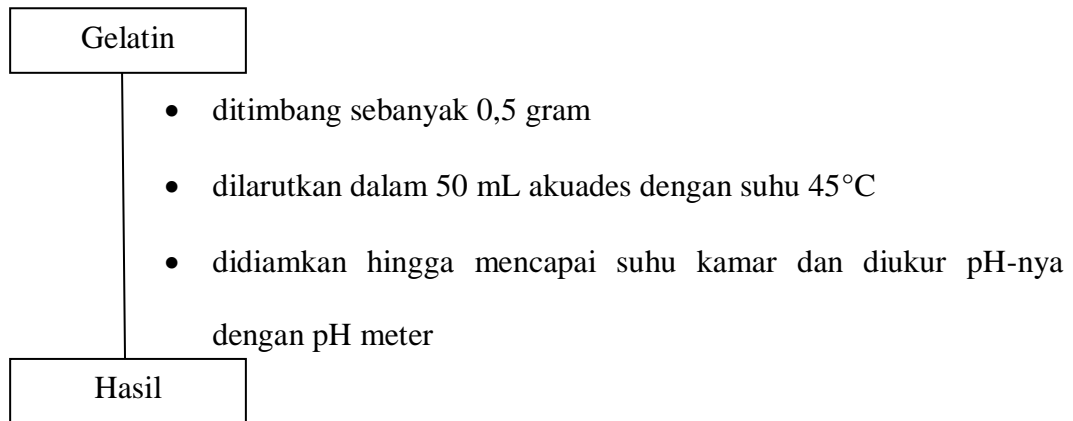 Gelatin
• ditimbang sebanyak 0,5 gram
• dilarutkan dalam 50 mL akuades dengan suhu 45°C
• didiamkan hingga mencapai suhu kamar dan diukur pH-nya
dengan pH meter
Hasil